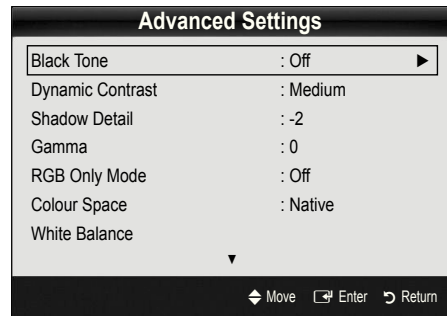 Advanced Settings
Black Tone : Off ►
Dynamic Contrast : Medium
Shadow Detail : -2
Gamma : 0
RGB Only Mode : Off
Colour Space : Native
White Balance
▼
Move Enter Return